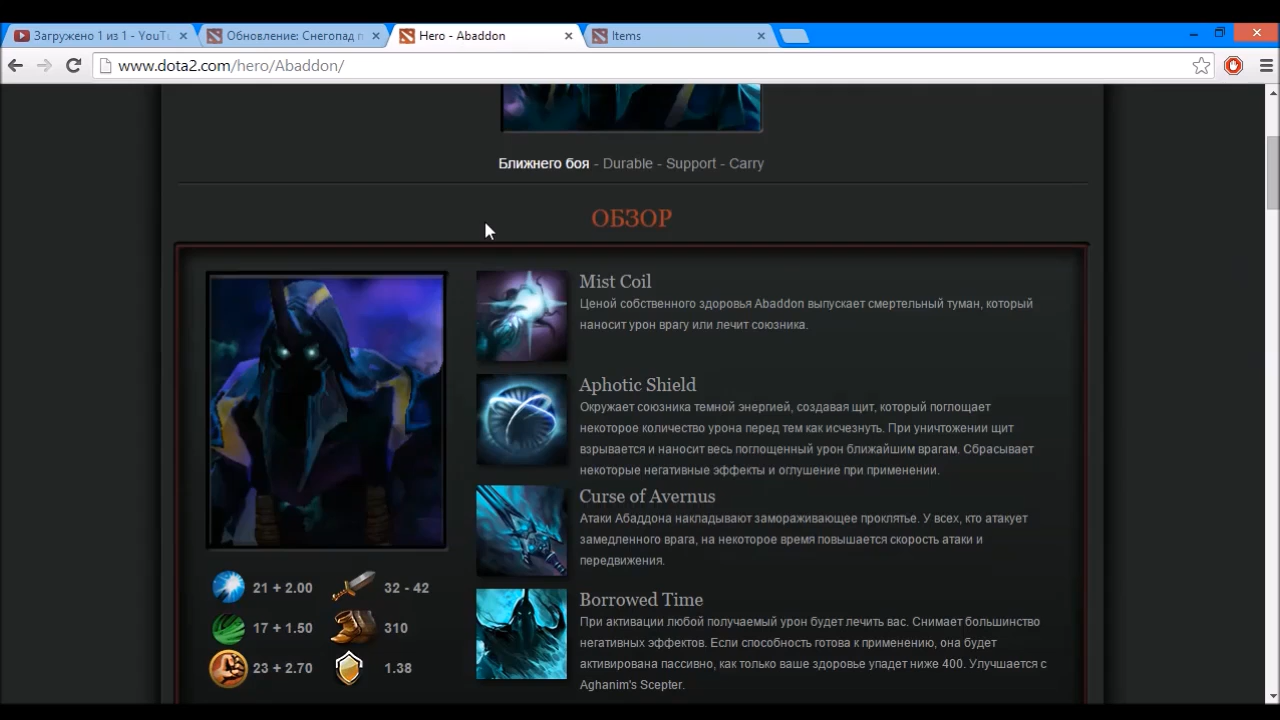 Загружено 1 из 1 - YouTu
Обновление: Снегопад п
Hero - Abaddon
Items
www.dota2.com/hero/Abaddon/
Ближнего боя - Durable - Support - Carry
ОБЗОР
Mist Coil
Ценой собственного здоровья Abaddon выпускает смертельный туман, который
наносит урон врагу или лечит союзника.
Aphotic Shield
Окружает союзника темной энергией, создавая щит, который поглощает
некоторое количество урона перед тем как исчезнуть. При уничтожении щит
взрывается и наносит весь поглощенный урон ближайшим врагам. Сбрасывает
некоторые негативные эффекты и оглушение при применении.
Curse of Avernus
Атаки Абаддона накладывают замораживающее проклятье. У всех, кто атакует
замедленного врага, на некоторое время повышается скорость атаки и
передвижения.
Borrowed Time
При активации любой получаемый урон будет лечить вас. Снимает большинство
негативных эффектов. Если способность готова к применению, она будет
активирована пассивно, как только ваше здоровье упадет ниже 400. Улучшается с
Aghanim's Scepter.
21 + 2.00 32 - 42
17 + 1.50 310
23 + 2.70 1.38